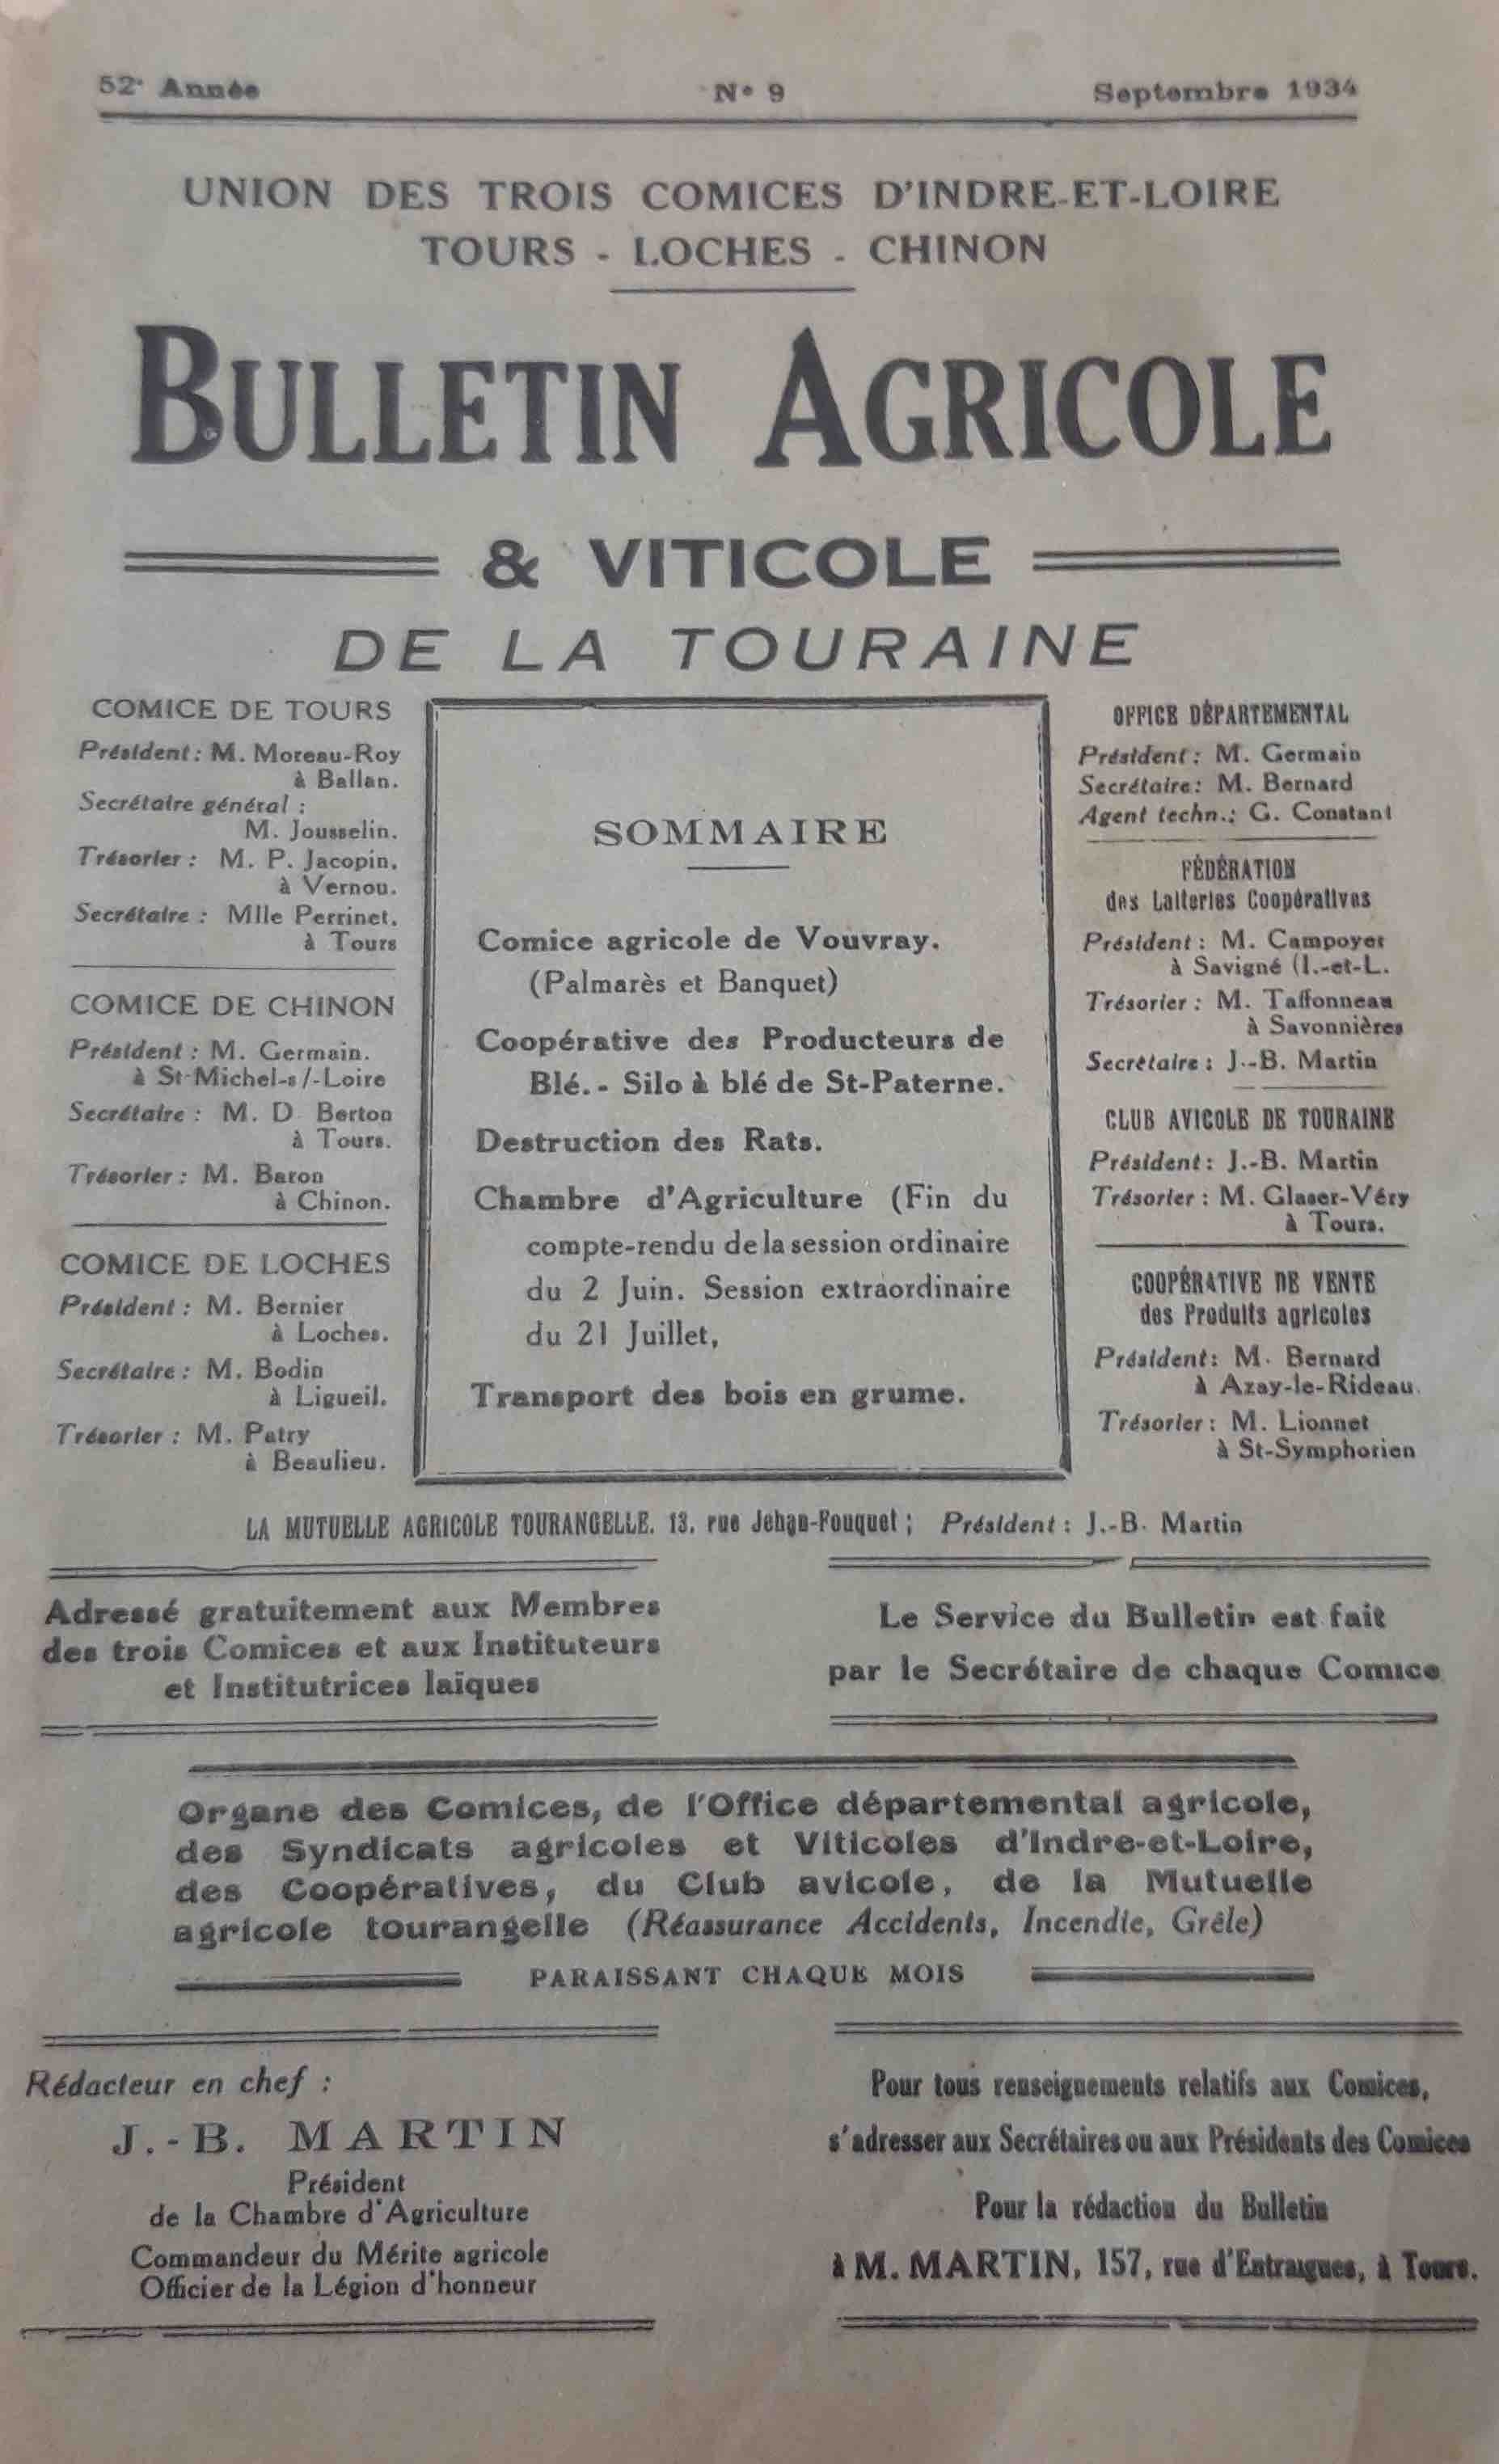 52e Année
N° 9
Septembre 1934
UNION DES TROIS COMICES D'INDRE-ET-LOIRE
TOURS - LOCHES - CHINON
BULLETIN AGRICOLE
& VITICOLE
DE LA TOURAINE
COMICE DE TOURS
Président : M. Moreau-Roy
à Ballan.
Secrétaire général :
M. Jousselin.
Trésorier : M. P. Jacopin,
à Vernou.
Secrétaire : Mlle Perrinet,
à Tours
COMICE DE CHINON
Président : M. Germain.
à St-Michel-s/-Loire
Secrétaire : M. D Berton
à Tours.
Trésorier : M. Baron
à Chinon.
COMICE DE LOCHES
Président : M. Bernier
à Loches.
Secrétaire : M. Bodin
à Ligueil.
Trésorier : M. Patry
à Beaulieu.
SOMMAIRE
Comice agricole de Vouvray.
(Palmarès et Banquet)
Coopérative des Producteurs de
Blé. - Silo à blé de St-Paterne.
Destruction des Rats.
Chambre d'Agriculture (Fin du
compte-rendu de la session ordinaire
du 2 Juin. Session extraordinaire
du 21 Juillet,
Transport des bois en grume.
OFFICE DÉPARTEMENTAL
Président : M. Germain
Secrétaire : M. Bernard
Agent techn.: G. Constant
FÉDÉRATION
des Laiteries Coopératives
Président : M. Campoyer
à Savigné (I.-et-L.
Trésorier : M. Taffonneau
à Savonnières
Secrétaire : J.-B. Martin
CLUB AVICOLE DE TOURAINE
Président : J.-B. Martin
Trésorier : M. Glaser-Véry
à Tours.
COOPÉRATIVE DE VENTE
des Produits agricoles
Président : M. Bernard
à Azay-le-Rideau.
Trésorier : M. Lionnet
à St-Symphorien
LA MUTUELLE AGRICOLE TOURANGELLE, 13, rue Jehan-Fouquet ; Président : J.-B. Martin
Adressé gratuitement aux Membres
des trois Comices et aux Instituteurs
et Institutrices laïques
Le Service du Bulletin est fait
par le Secrétaire de chaque Comice
Organe des Comices, de l'Office départemental agricole,
des Syndicats agricoles et Viticoles d'Indre-et-Loire,
des Coopératives, du Club avicole, de la Mutuelle
agricole tourangelle (Réassurance Accidents, Incendie, Grêle)
PARAISSANT CHAQUE MOIS
Rédacteur en chef :
J.-B. MARTIN
Président
de la Chambre d'Agriculture
Commandeur du Mérite agricole
Officier de la Légion d'honneur
Pour tous renseignements relatifs aux Comices,
s'adresser aux Secrétaires ou aux Présidents des Comices
Pour la rédaction du Bulletin
à M. MARTIN, 157, rue d'Entraigues, à Tours.